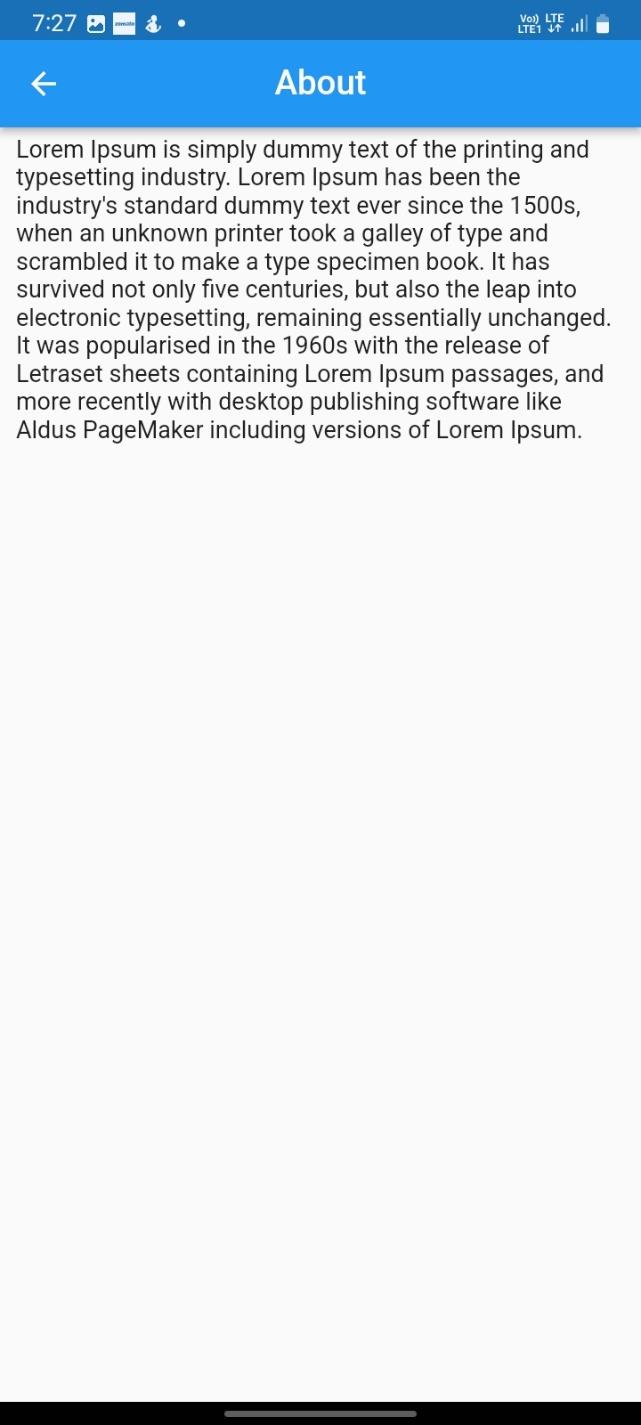 7:27
zomato
Vo)) LTE
LTE1
About
Lorem Ipsum is simply dummy text of the printing and
typesetting industry. Lorem Ipsum has been the
industry's standard dummy text ever since the 1500s,
when an unknown printer took a galley of type and
scrambled it to make a type specimen book. It has
survived not only five centuries, but also the leap into
electronic typesetting, remaining essentially unchanged.
It was popularised in the 1960s with the release of
Letraset sheets containing Lorem Ipsum passages, and
more recently with desktop publishing software like
Aldus PageMaker including versions of Lorem Ipsum.